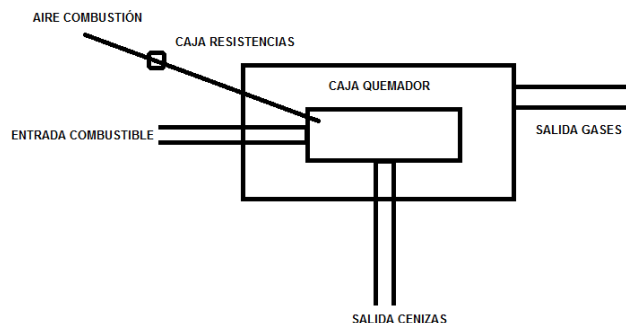 AIRE COMBUSTIÓN
CAJA RESISTENCIAS
CAJA QUEMADOR
ENTRADA COMBUSTIBLE
SALIDA GASES
SALIDA CENIZAS